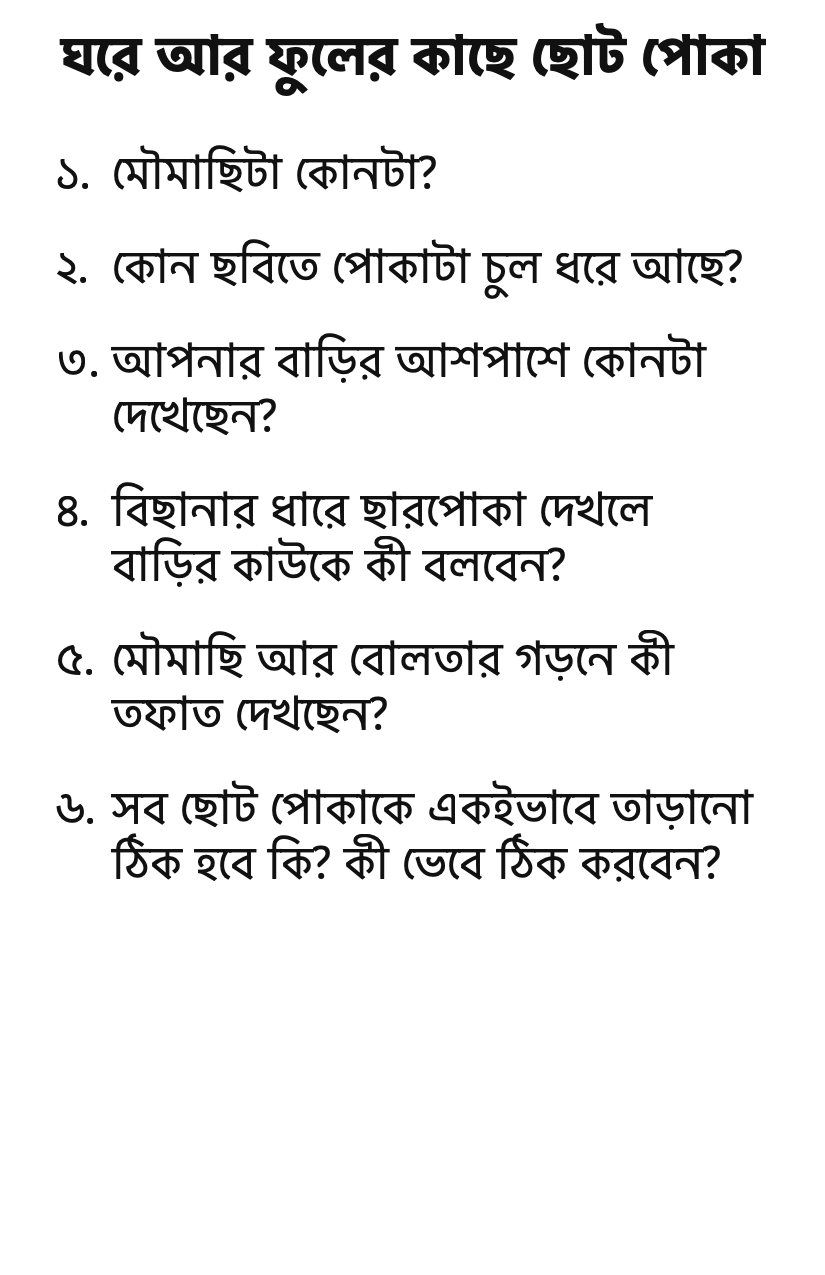 ঘরে আর ফুলের কাছে ছোট পোকা
১. মৌমাছিটা কোনটা?
২. কোন ছবিতে পোকাটা চুল ধরে আছে?
৩. আপনার বাড়ির আশপাশে কোনটা
দেখেছেন?
৪. বিছানার ধারে ছারপোকা দেখলে
বাড়ির কাউকে কী বলবেন?
৫. মৌমাছি আর বোলতার গড়নে কী
তফাত দেখছেন?
৬. সব ছোট পোকাকে একইভাবে তাড়ানো
ঠিক হবে কি? কী ভেবে ঠিক করবেন?